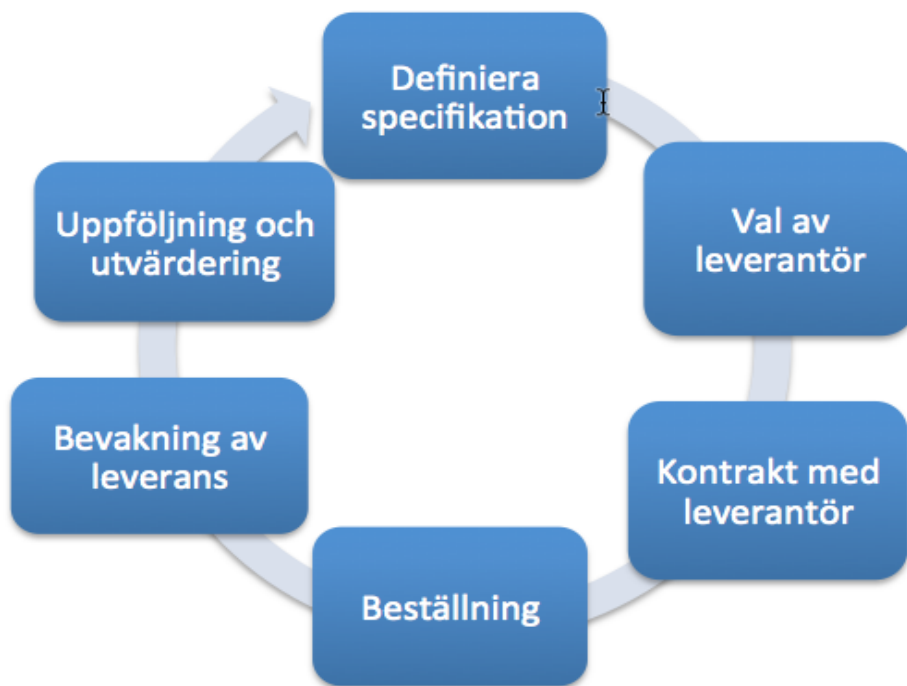 Definiera
specifikation
Val av
leverantör
Kontrakt med
leverantör
Beställning
Bevakning av
leverans
Uppföljning och
utvärdering